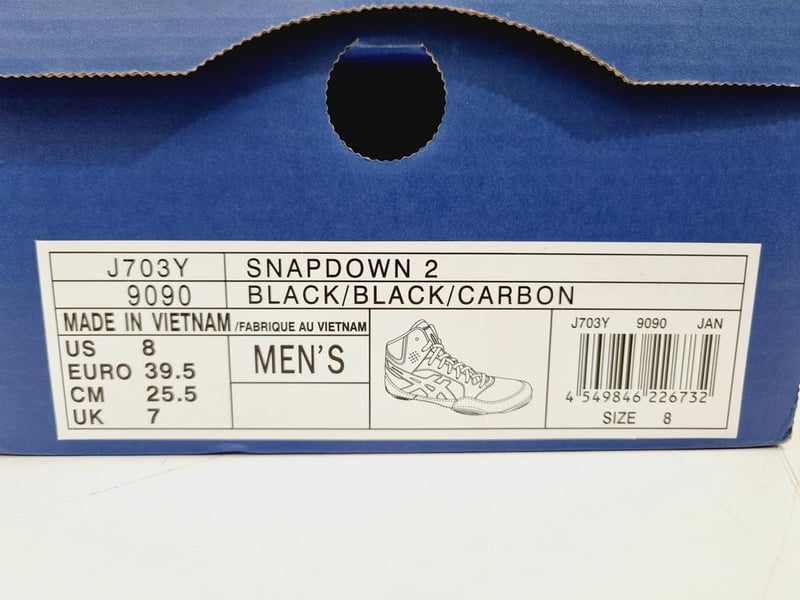 J703Y SNAPDOWN 2
9090 BLACK/BLACK/CARBON
MADE IN VIETNAM /FABRIQUE AU VIETNAM
US 8
EURO 39.5
CM 25.5
UK 7
MEN'S
J703Y 9090 JAN
4 549846 226732
SIZE 8